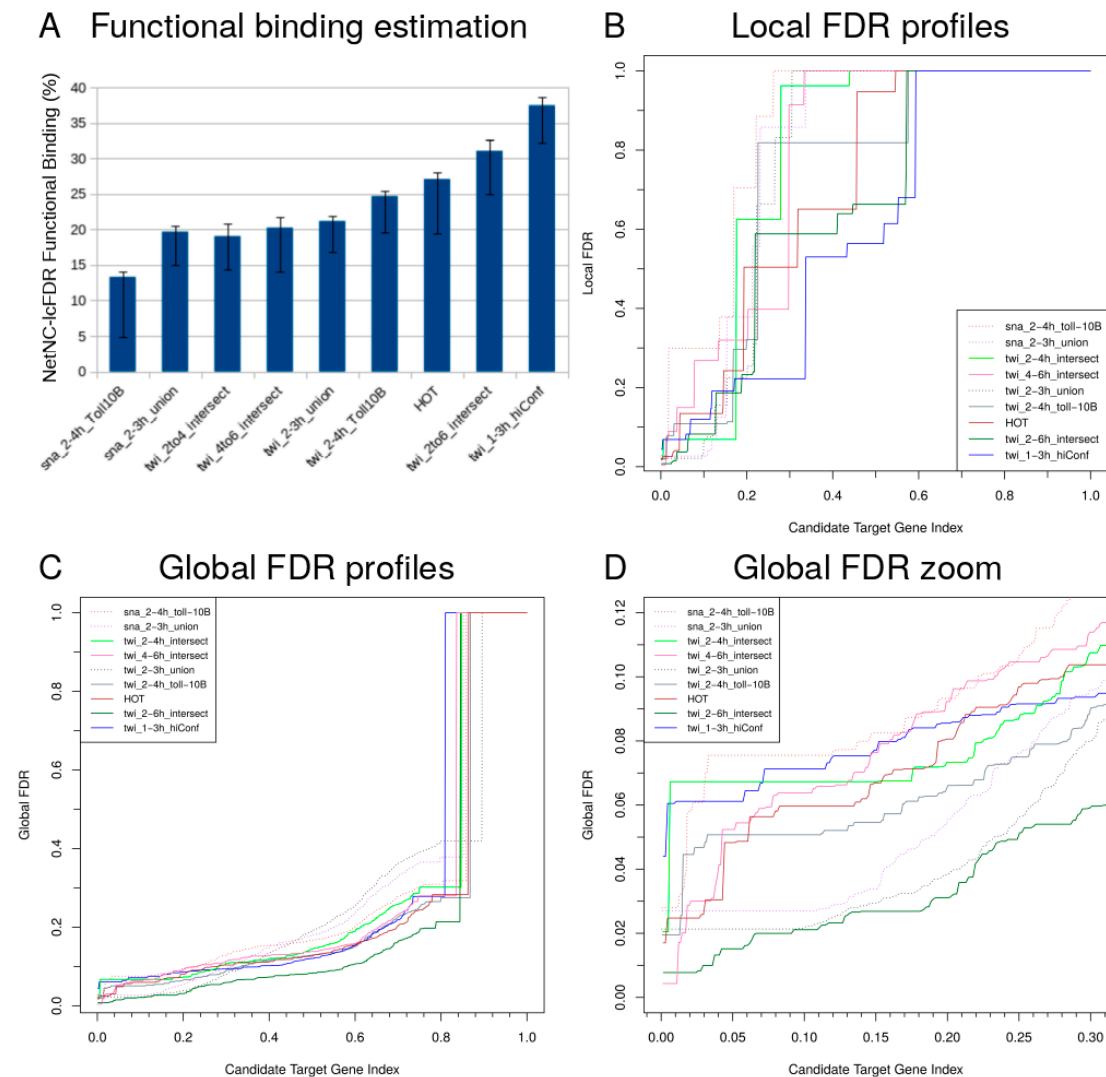 A Functional binding estimation
NetNC-lcFDR Functional Binding (%)
40
35
30
25
20
15
10
5
0
sna_2-4h_Toll10B
sna_2-3h_union
twi_2to4_intersect
twi_4to6_intersect
twi_2-3h_union
twi_2-4h_Toll10B
HOT
twi_2to6_intersect
twi_1-3h_hiConf
B Local FDR profiles
Local FDR
1.0
0.8
0.6
0.4
0.2
0.0
sna_2-4h_toll-10B
sna_2-3h_union
twi_2-4h_intersect
twi_4-6h_intersect
twi_2-3h_union
twi_2-4h_toll-10B
HOT
twi_2-6h_intersect
twi_1-3h_hiConf
0.0 0.2 0.4 0.6 0.8 1.0
Candidate Target Gene Index
C Global FDR profiles
Global FDR
1.0
0.8
0.6
0.4
0.2
0.0
sna_2-4h_toll-10B
sna_2-3h_union
twi_2-4h_intersect
twi_4-6h_intersect
twi_2-3h_union
twi_2-4h_toll-10B
HOT
twi_2-6h_intersect
twi_1-3h_hiConf
0.0 0.2 0.4 0.6 0.8 1.0
Candidate Target Gene Index
D Global FDR zoom
Global FDR
0.12
0.10
0.08
0.06
0.04
0.02
0.00
sna_2-4h_toll-10B
sna_2-3h_union
twi_2-4h_intersect
twi_4-6h_intersect
twi_2-3h_union
twi_2-4h_toll-10B
HOT
twi_2-6h_intersect
twi_1-3h_hiConf
0.00 0.05 0.10 0.15 0.20 0.25 0.30
Candidate Target Gene Index